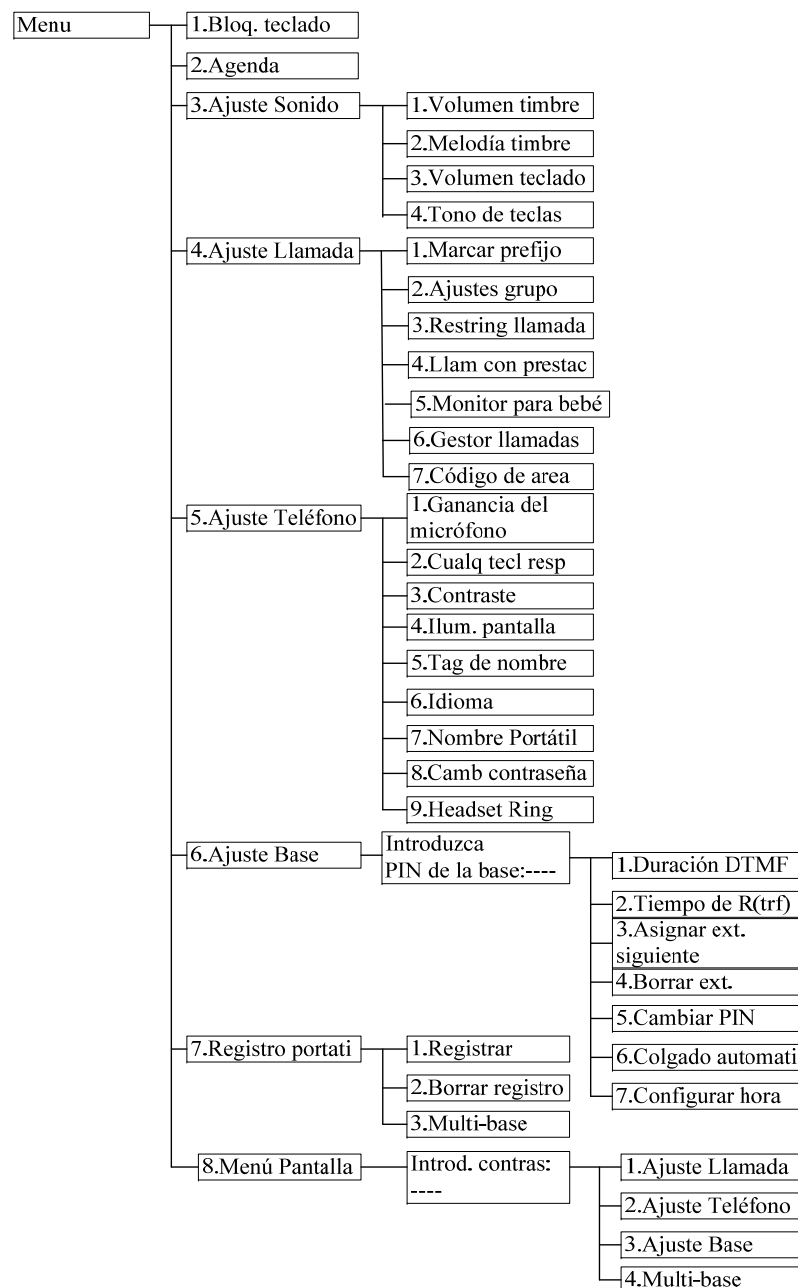 Menu
1.Bloq. teclado
2.Agenda
3.Ajuste Sonido
1.Volumen timbre
2.Melodía timbre
3.Volumen teclado
4.Tono de teclas
4.Ajuste Llamada
1.Marcar prefijo
2.Ajustes grupo
3.Restring llamada
4.Llam con prestac
5.Monitor para bebé
6.Gestor llamadas
7.Código de area
5.Ajuste Teléfono
1.Ganancia del
micrófono
2.Cualq tecl resp
3.Contraste
4.Ilum. pantalla
5.Tag de nombre
6.Idioma
7.Nombre Portátil
8.Camb contraseña
9.Headset Ring
6.Ajuste Base
Introduzca
PIN de la base:----
1.Duración DTMF
2.Tiempo de R(trf)
3.Asignar ext.
siguiente
4.Borrar ext.
5.Cambiar PIN
6.Colgado automati
7.Configurar hora
7.Registro portati
1.Registrar
2.Borrar registro
3.Multi-base
8.Menú Pantalla
Introd. contras:
----
1.Ajuste Llamada
2.Ajuste Teléfono
3.Ajuste Base
4.Multi-base